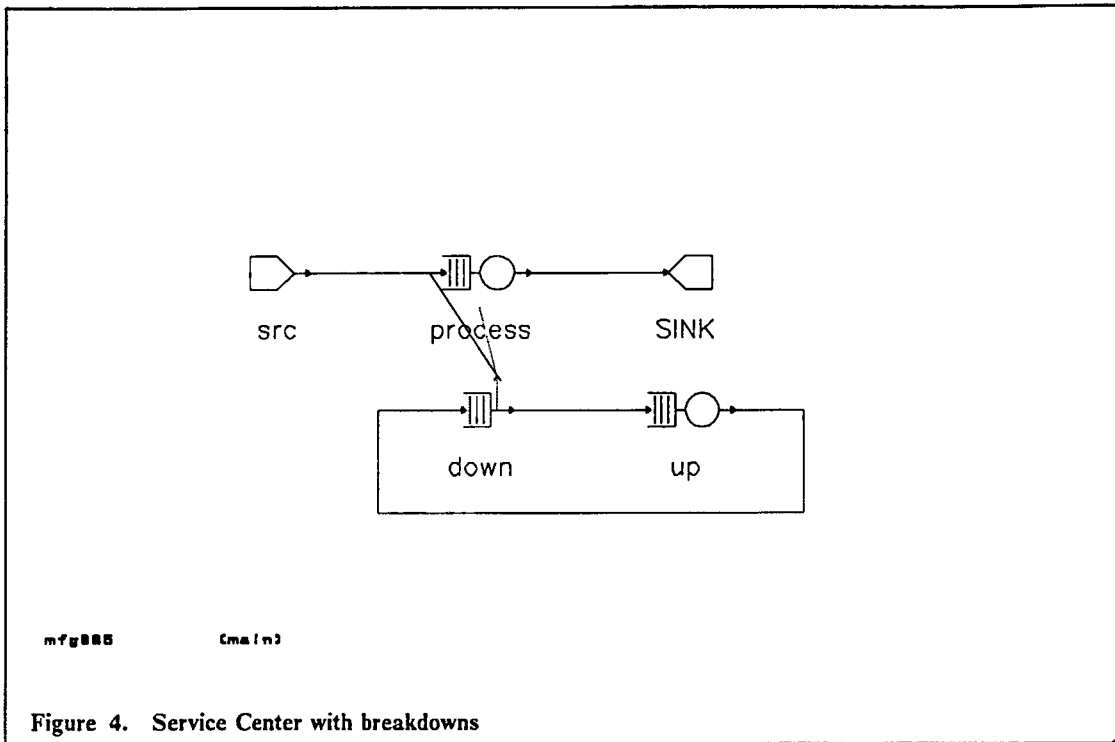 src
process
SINK
down
up
(main)
Figure 4. Service Center with breakdowns